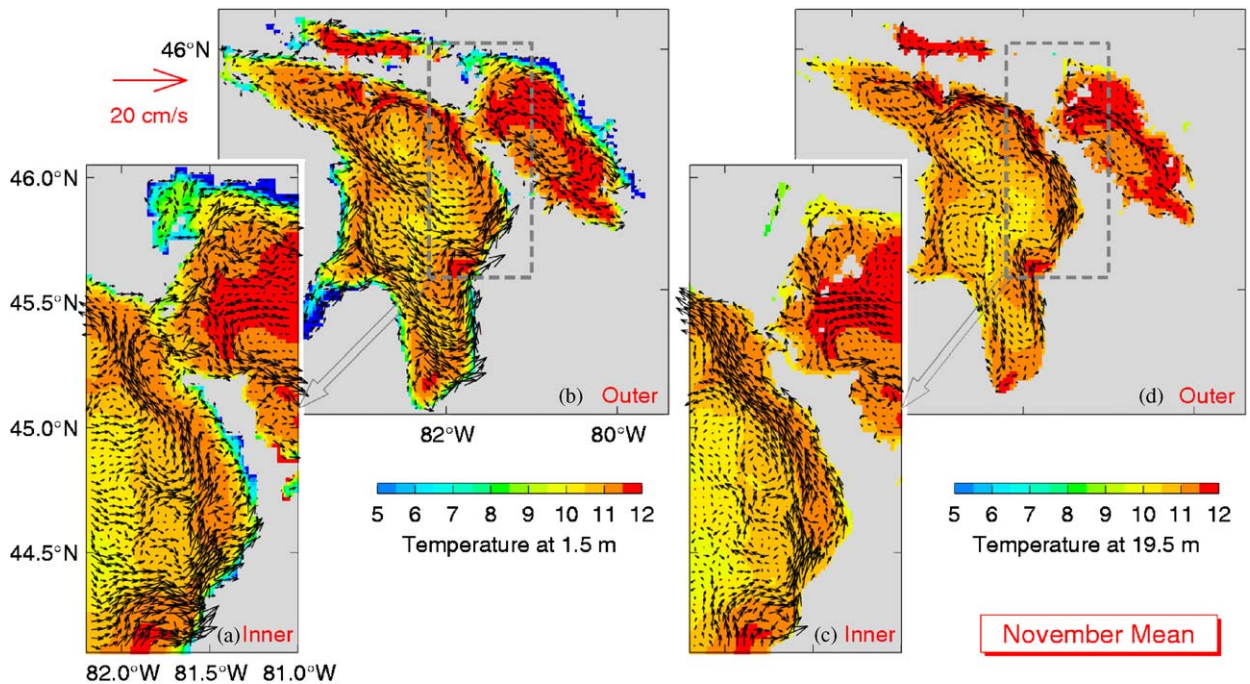 46°N
20 cm/s
46.0°N
45.5°N
45.0°N
44.5°N
(b) Outer
82°W 80°W
5 6 7 8 9 10 11 12
Temperature at 1.5 m
(a) Inner
82.0°W 81.5°W 81.0°W
(d) Outer
5 6 7 8 9 10 11 12
Temperature at 19.5 m
(c) Inner
November Mean